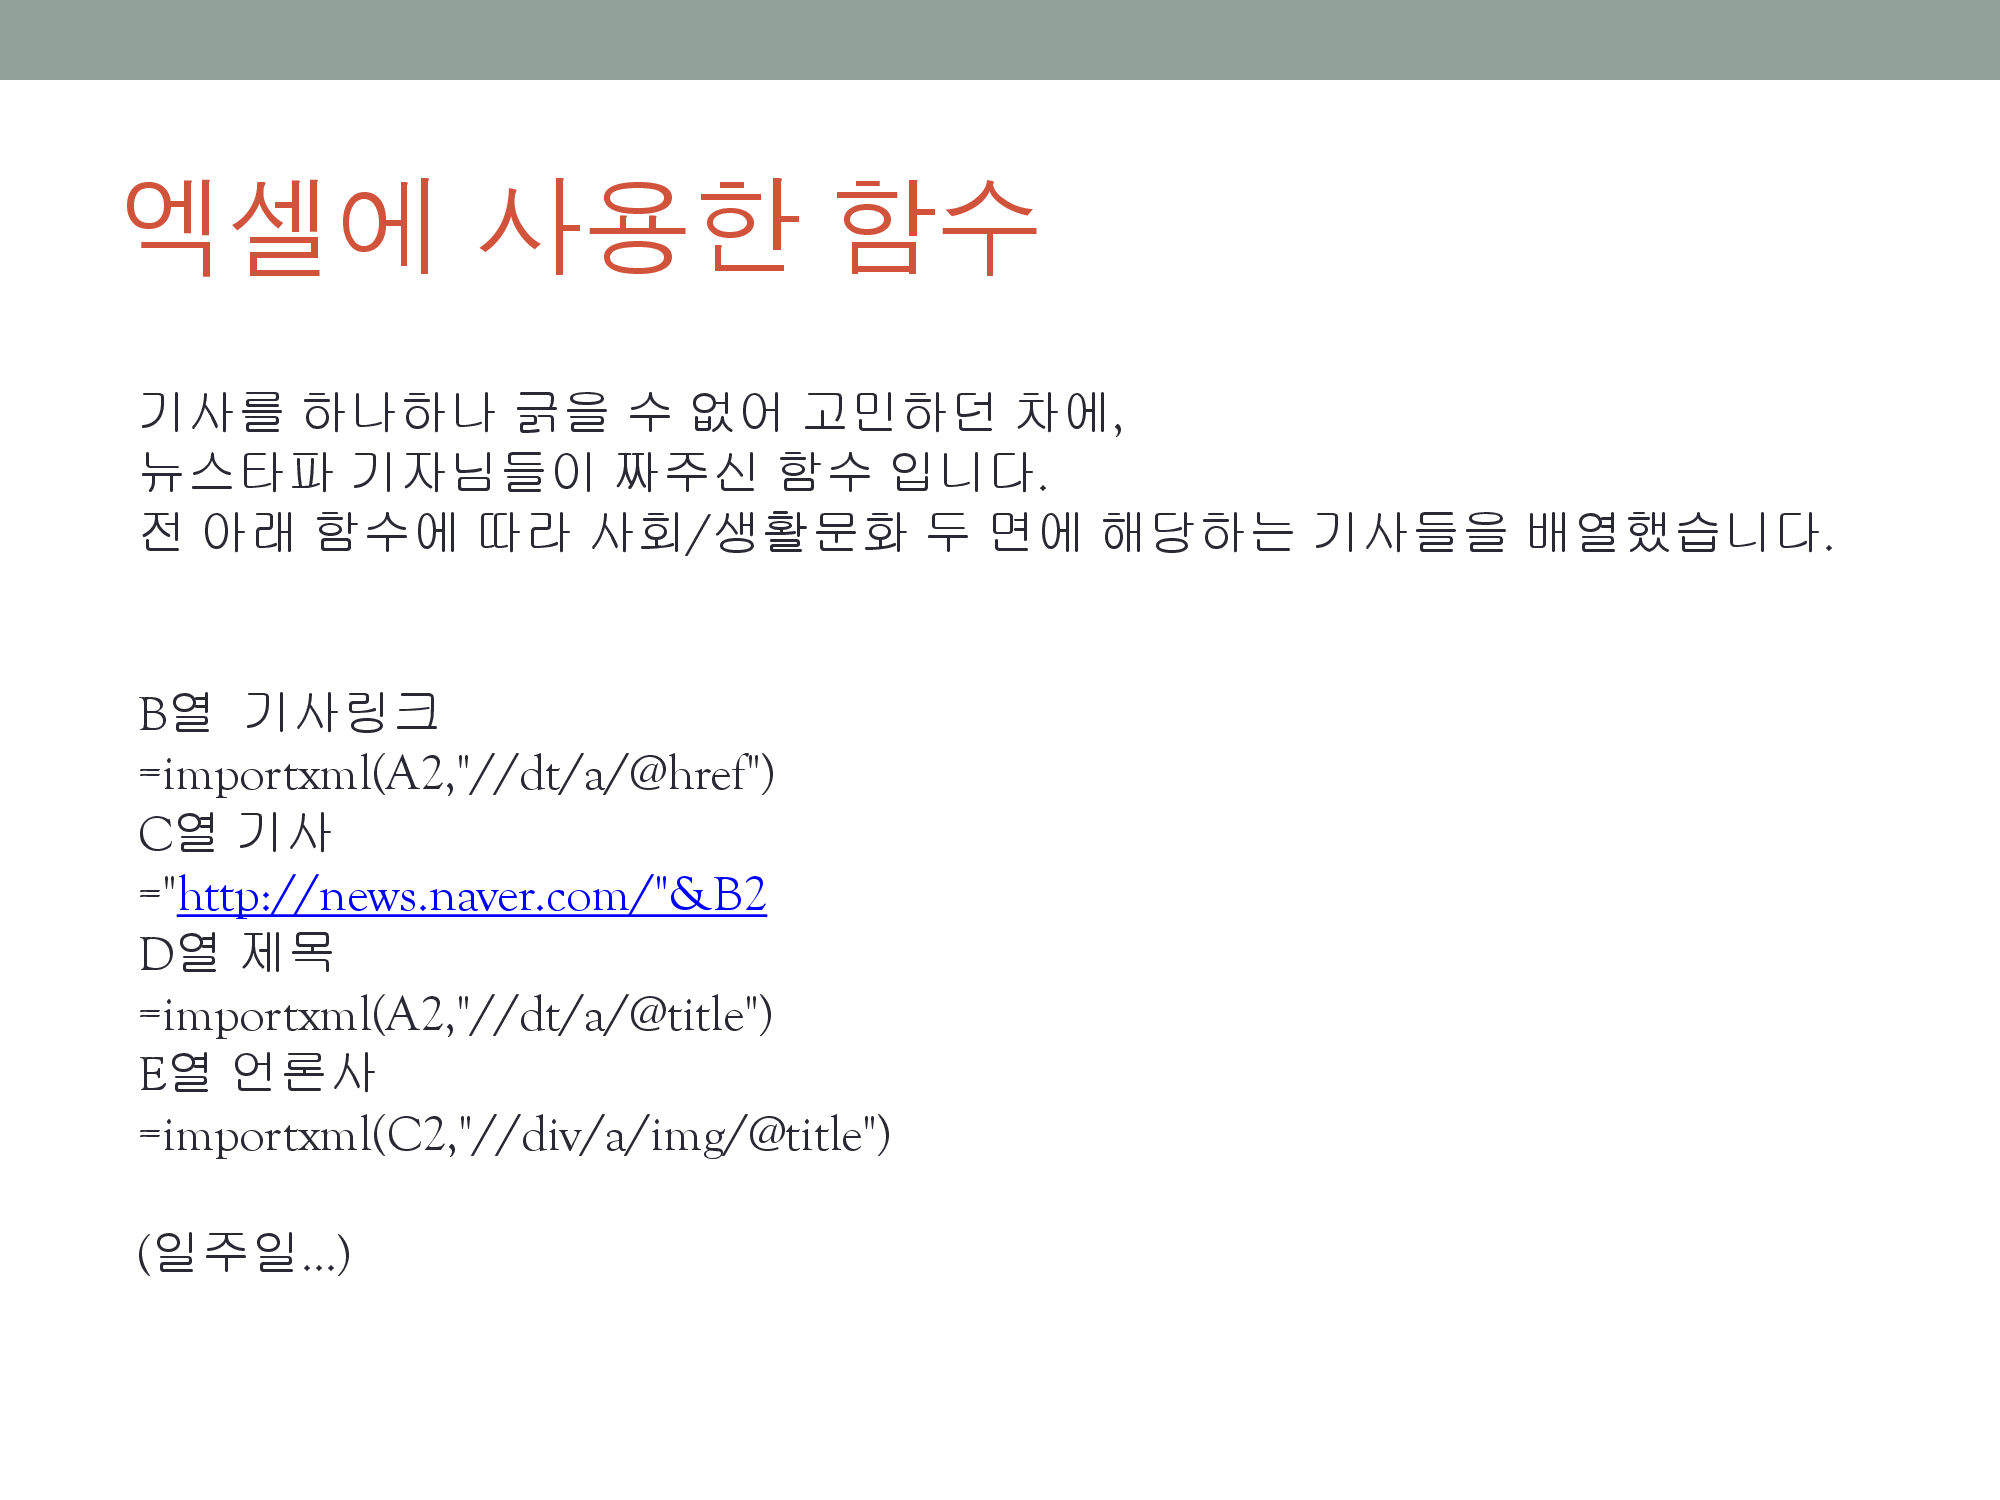 엑셀에 사용한 함수
기사를 하나하나 긁을 수 없어 고민하던 차에,
뉴스타파 기자님들이 짜주신 함수 입니다.
전 아래 함수에 따라 사회/생활문화 두 면에 해당하는 기사들을 배열했습니다.
B열  기사링크
=importxml(A2,"//dt/a/@href")
C열 기사
="http://news.naver.com/"&B2
D열 제목
=importxml(A2,"//dt/a/@title")
E열 언론사
=importxml(C2,"//div/a/img/@title")
(일주일...)